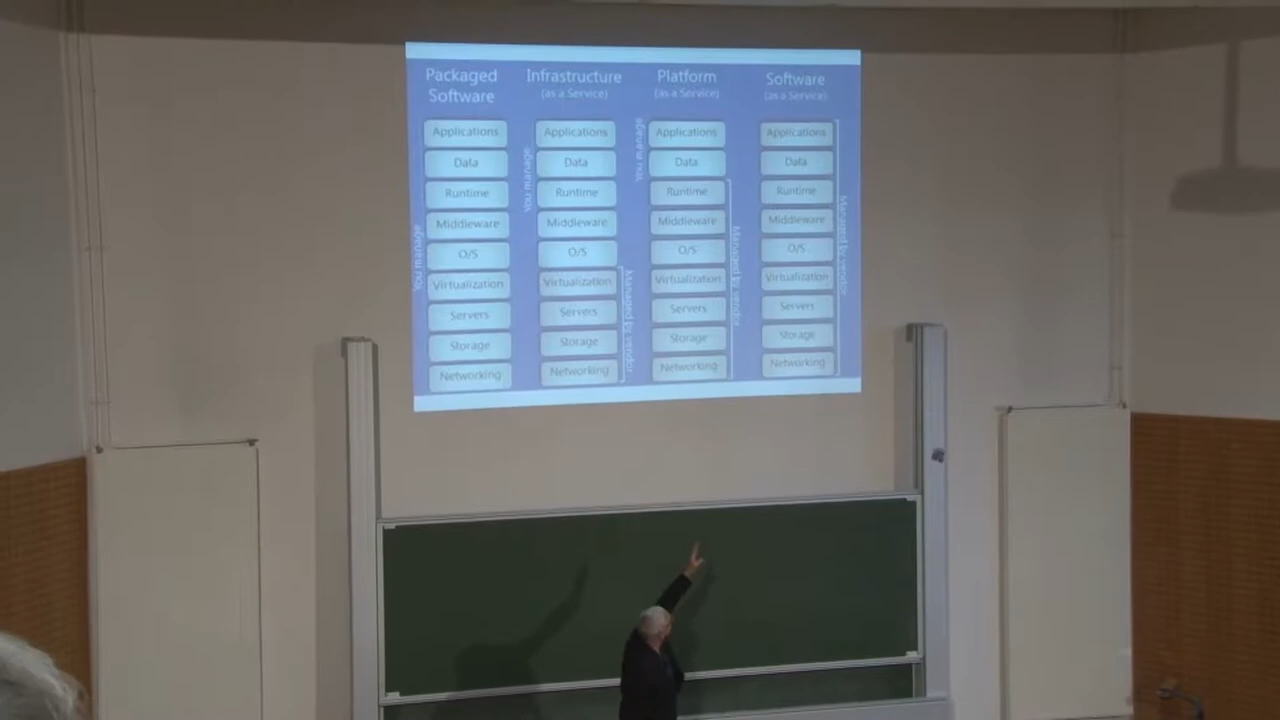 Packaged
Software
You manage
Applications
Data
Runtime
Middleware
O/S
Virtualization
Servers
Storage
Networking
Infrastructure
(as a Service)
You manage
Applications
Data
Runtime
Middleware
O/S
Virtualization
Servers
Storage
Networking
Managed by vendor
Platform
(as a Service)
You manage
Applications
Data
Runtime
Middleware
O/S
Virtualization
Servers
Storage
Networking
Managed by vendor
Software
(as a Service)
Applications
Data
Runtime
Middleware
O/S
Virtualization
Servers
Storage
Networking
Managed by vendor